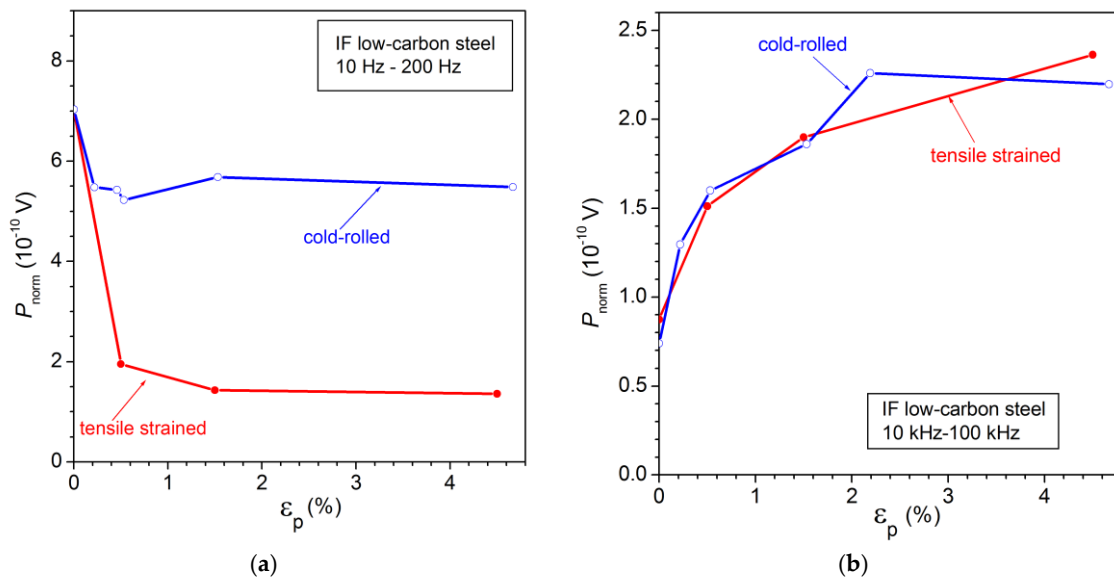 IF low-carbon steel
10 Hz - 200 Hz
cold-rolled
tensile strained
P_norm (10^-10 V)
0
2
4
6
8
0
1
2
3
4
ε_p (%)
(a)
cold-rolled
tensile strained
IF low-carbon steel
10 kHz-100 kHz
P_norm (10^-10 V)
0.0
0.5
1.0
1.5
2.0
2.5
0
1
2
3
4
ε_p (%)
(b)